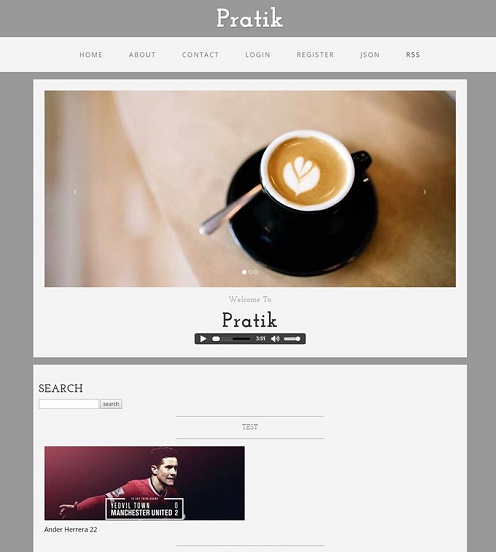 Pratik
HOME ABOUT CONTACT LOGIN REGISTER JSON RSS
Welcome To
Pratik
3:51
SEARCH
search
TEST
YEOVIL TOWN 0
MANCHESTER UNITED 2
Ander Herrera 22